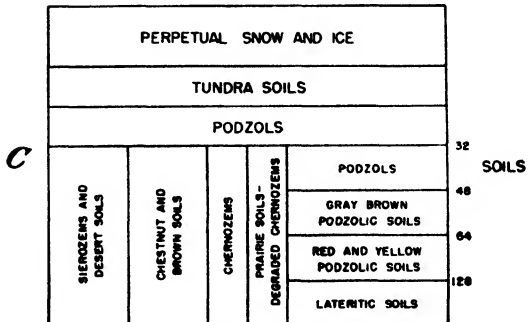 PERPETUAL SNOW AND ICE
TUNDRA SOILS
PODZOLS
C
32
SOILS
SIEROZEMS AND
DESERT SOILS
CHESTNUT AND
BROWN SOILS
CHERNOZEMS
PRAIRIE SOILS-
DEGRADED CHERNOZEMS
PODZOLS
48
GRAY BROWN
PODZOLIC SOILS
64
RED AND YELLOW
PODZOLIC SOILS
128
LATERITIC SOILS